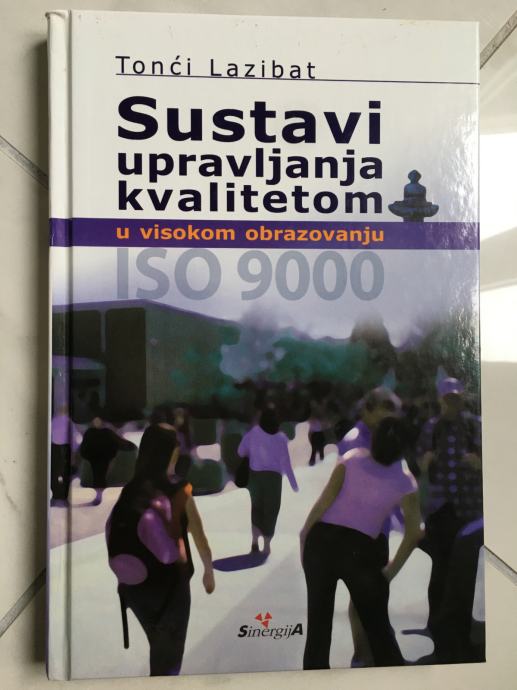 Tonći Lazibat
Sustavi
upravljanja
kvalitetom
u visokom obrazovanju
ISO 9000
SinergijA